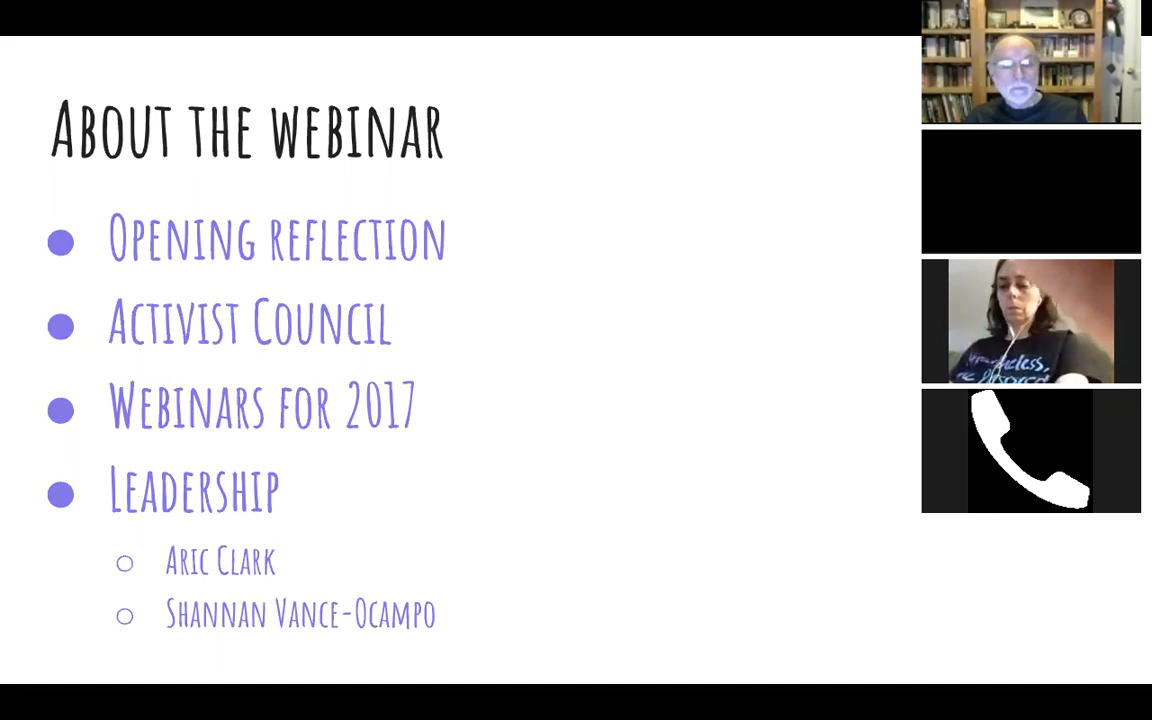 About the webinar
Opening reflection
Activist Council
Webinars for 2017
Leadership
Aric Clark
Shannan Vance-Ocampo